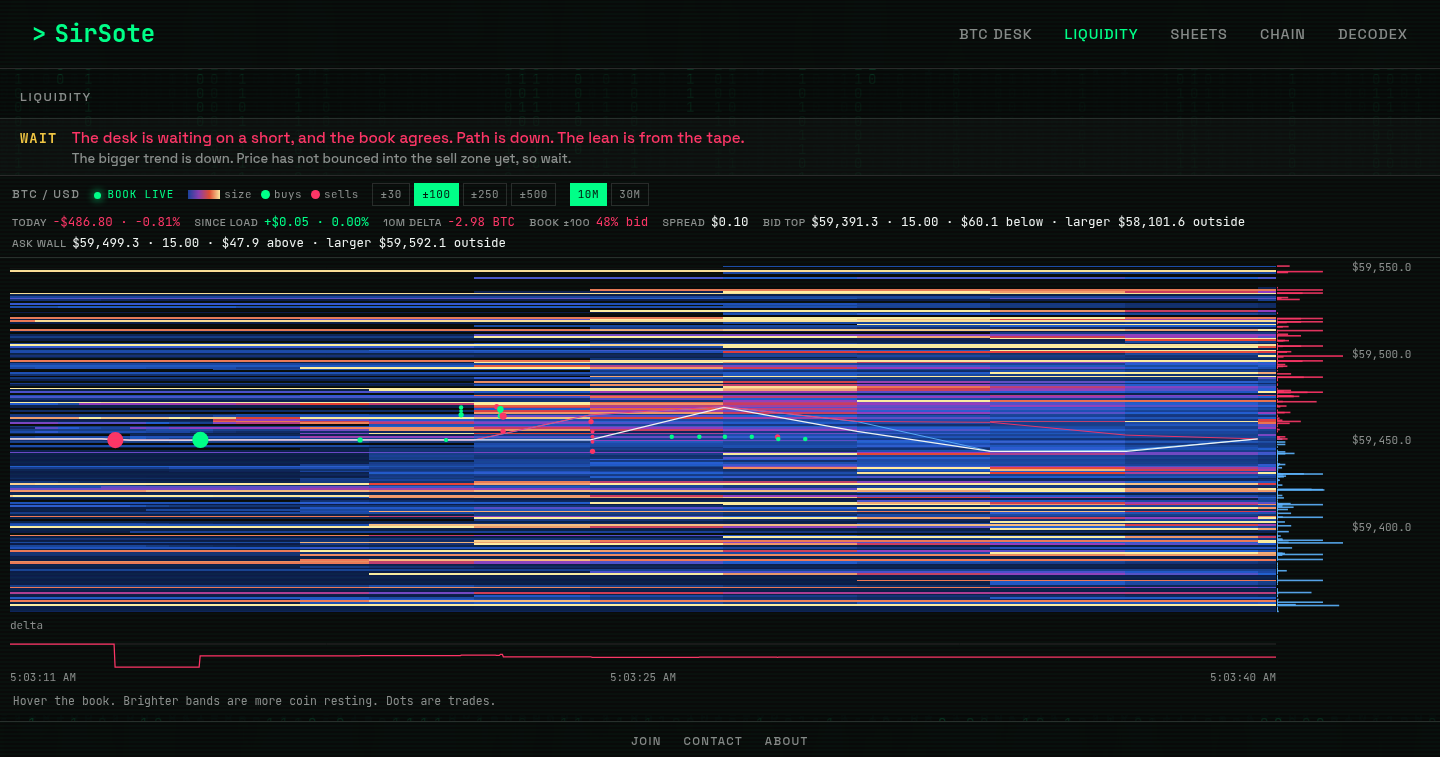 > SirSote
BTC DESK LIQUIDITY SHEETS CHAIN DECODEX
LIQUIDITY
WAIT The desk is waiting on a short, and the book agrees. Path is down. The lean is from the tape.
The bigger trend is down. Price has not bounced into the sell zone yet, so wait.
BTC / USD BOOK LIVE size buys sells ±30 ±100 ±250 ±500 10M 30M
TODAY -$486.80 · -0.81% SINCE LOAD +$0.05 · 0.00% 10M DELTA -2.98 BTC BOOK ±100 48% bid SPREAD $0.10 BID TOP $59,391.3 · 15.00 · $60.1 below · larger $58,101.6 outside
ASK WALL $59,499.3 · 15.00 · $47.9 above · larger $59,592.1 outside
$59,550.0
$59,500.0
$59,450.0
$59,400.0
delta
5:03:11 AM 5:03:25 AM 5:03:40 AM
Hover the book. Brighter bands are more coin resting. Dots are trades.
JOIN CONTACT ABOUT